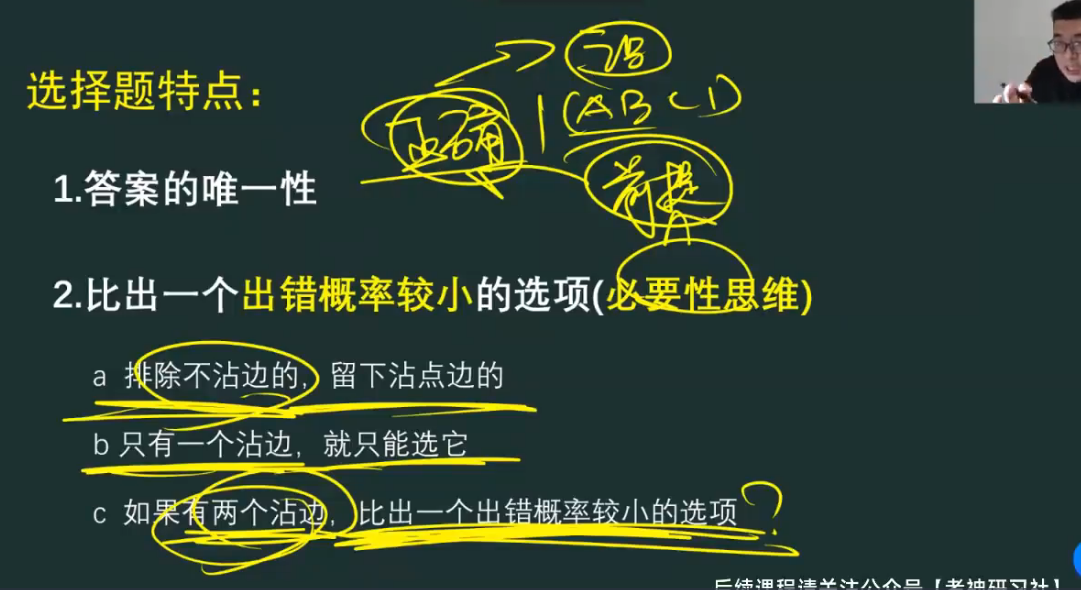 选择题特点：
误
正确
(ABCD)
前提
1.答案的唯一性
2.比出一个出错概率较小的选项(必要性思维)
a 排除不沾边的，留下沾点边的
b 只有一个沾边，就只能选它
c 如果有两个沾边，比出一个出错概率较小的选项？
后续课程请关注公众号【考神研习社】